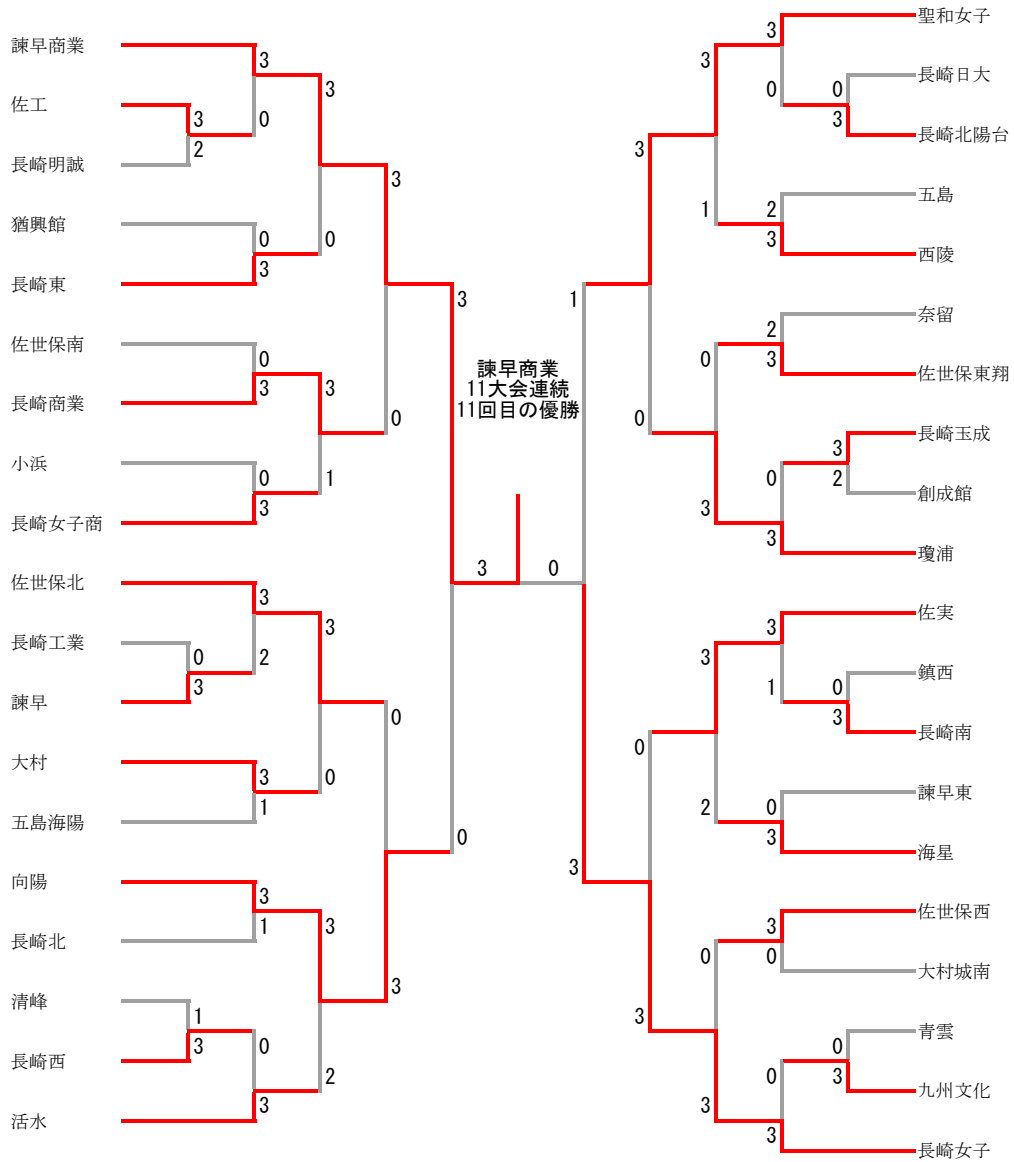 諫早商業
3
3
佐工
3
0
2
長崎明誠
3
猶興館
0
0
3
長崎東
3
佐世保南
0
3
3
長崎商業
0
小浜
0
1
3
長崎女子商
佐世保北
3
3
長崎工業
0
2
3
諫早
0
大村
3
0
1
五島海陽
0
向陽
3
3
1
長崎北
3
清峰
1
3
0
長崎西
2
3
活水
諫早商業
11大会連続
11回目の優勝
3
0
聖和女子
3
3
長崎日大
0
0
3
長崎北陽台
3
五島
2
1
3
西陵
1
奈留
2
0
3
佐世保東翔
0
長崎玉成
3
0
2
創成館
3
3
瓊浦
佐実
3
3
鎮西
0
1
3
長崎南
0
諫早東
0
2
3
海星
3
佐世保西
3
0
0
大村城南
3
青雲
0
0
3
九州文化
3
3
長崎女子